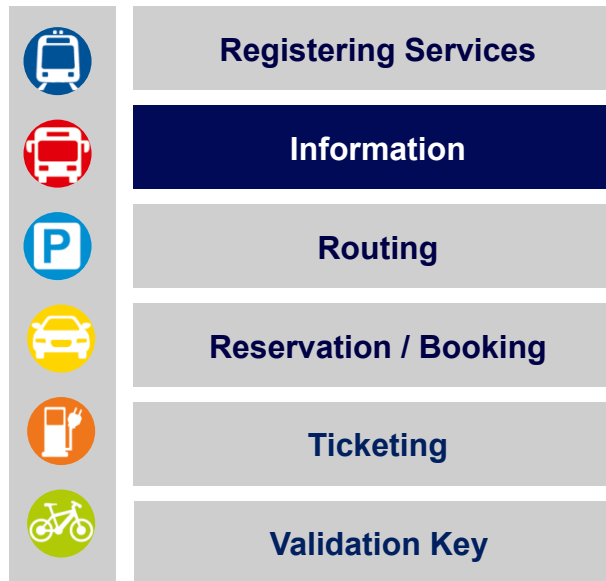 Registering Services
Information
P
Routing
Reservation / Booking
Ticketing
Validation Key